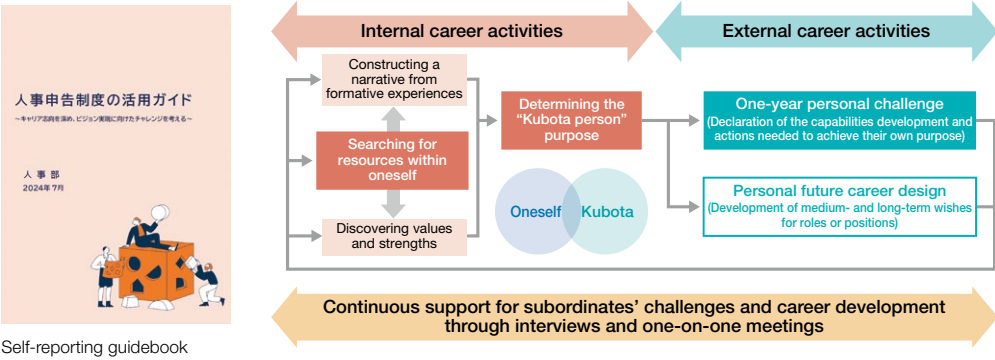 人事申告制度の活用ガイド
～キャリア志向を深め、ビジョン実現に向けたチャレンジを考える～
人 事 部
2024年7月
Self-reporting guidebook
Internal career activities
External career activities
Constructing a
narrative from
formative experiences
Searching for
resources within
oneself
Discovering values
and strengths
Determining the
“Kubota person”
purpose
Oneself
Kubota
One-year personal challenge
(Declaration of the capabilities development and
actions needed to achieve their own purpose)
Personal future career design
(Development of medium- and long-term wishes
for roles or positions)
Continuous support for subordinates’ challenges and career development
through interviews and one-on-one meetings